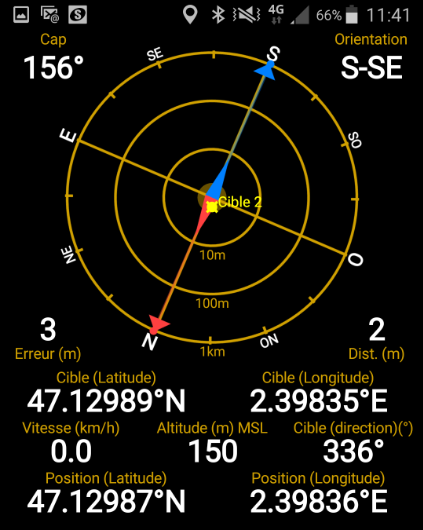 4G 66% 11:41
Cap
Orientation
156°
S-SE
SE
S
E
SO
Cible 2
NE
O
10m
100m
N
1km
NO
3
2
Erreur (m)
Dist. (m)
Cible (Latitude)
Cible (Longitude)
47.12989°N
2.39835°E
Vitesse (km/h)
Altitude (m) MSL
Cible (direction)(°)
0.0
150
336°
Position (Latitude)
Position (Longitude)
47.12987°N
2.39836°E